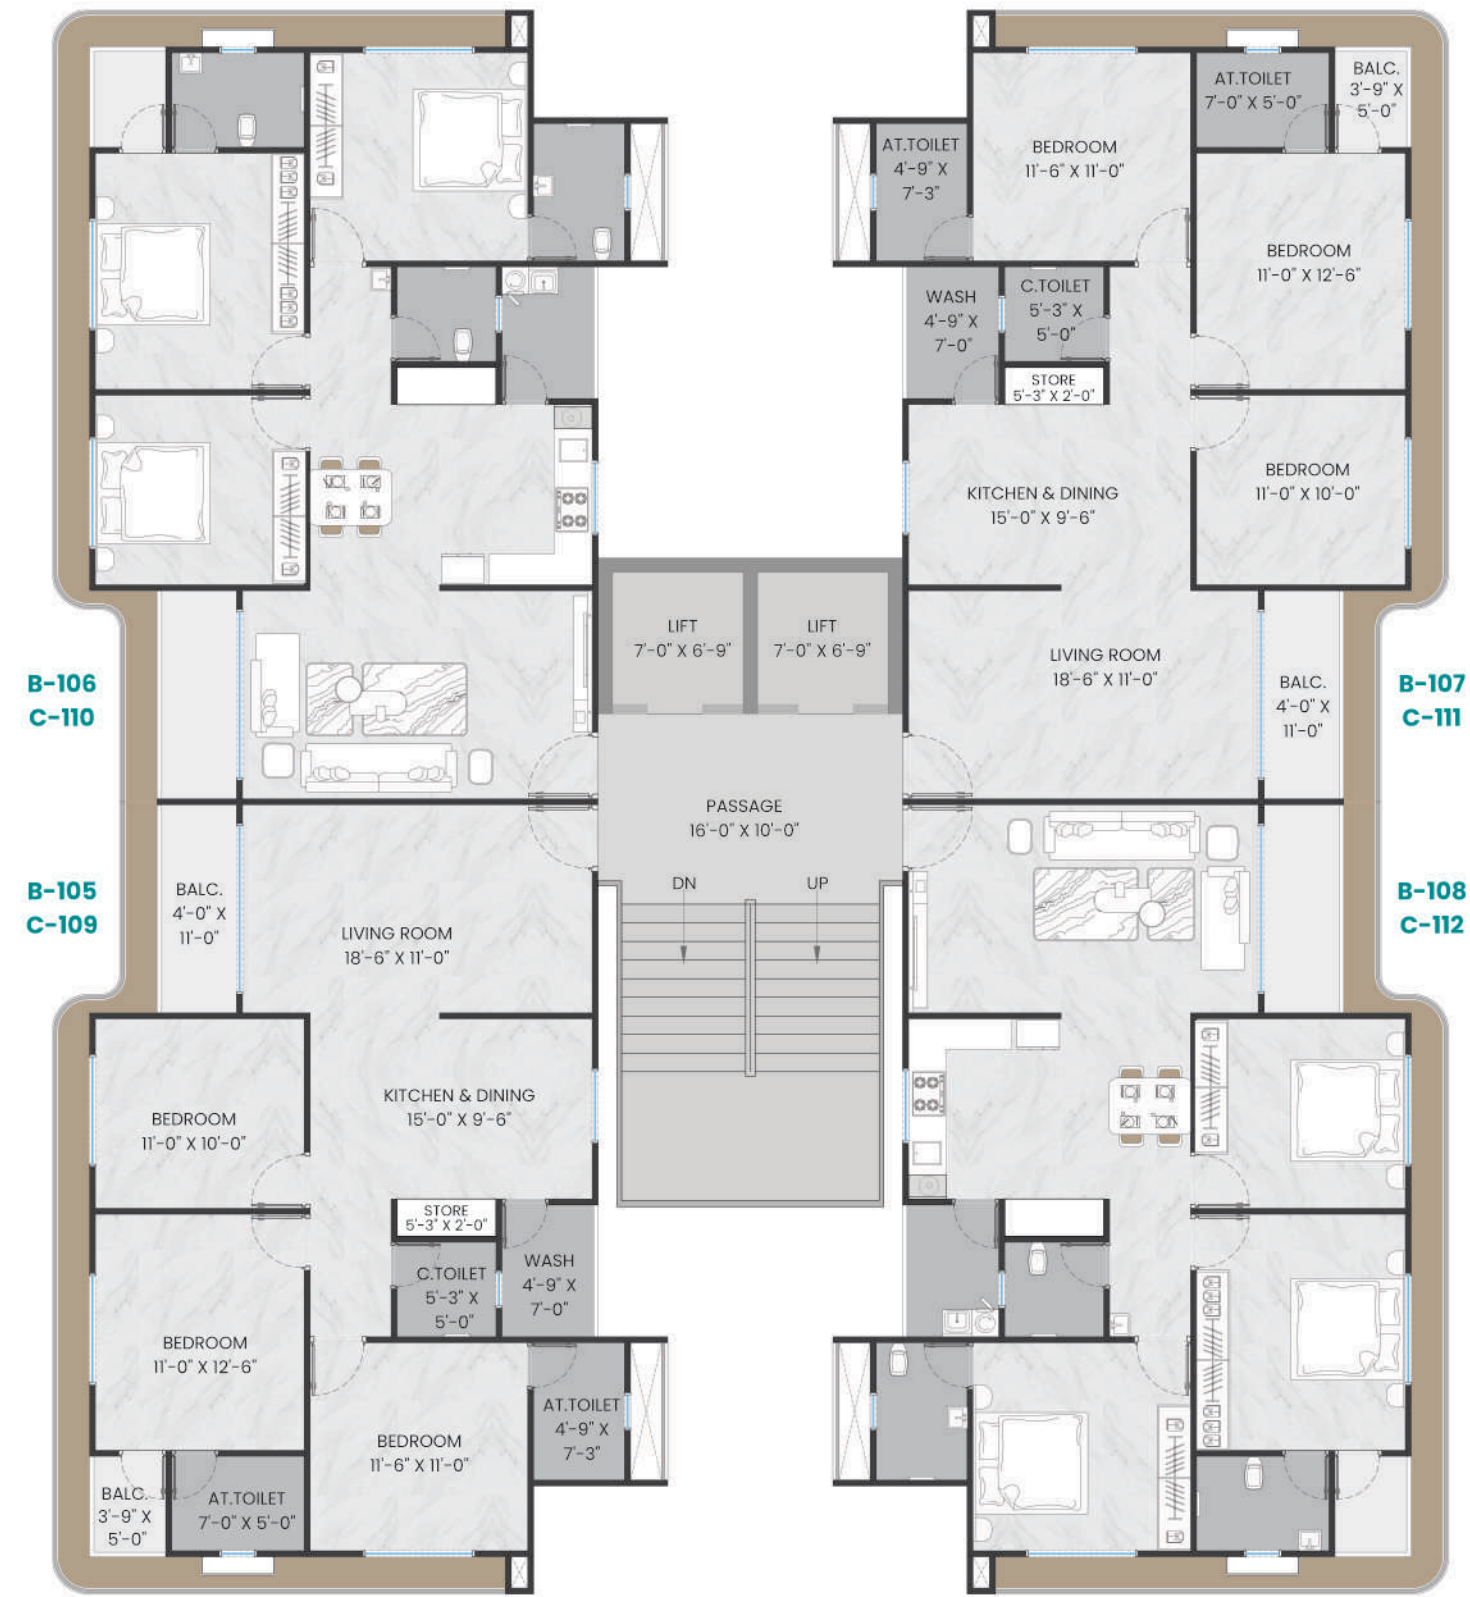 AT.TOILET
7'-0" X 5'-0"
BALC.
3'-9" X
5'-0"
AT.TOILET
4'-9" X
7'-3"
BEDROOM
11'-6" X 11'-0"
BEDROOM
11'-0" X 12'-6"
WASH
4'-9" X
7'-0"
C.TOILET
5'-3" X
5'-0"
STORE
5'-3" X 2'-0"
KITCHEN & DINING
15'-0" X 9'-6"
BEDROOM
11'-0" X 10'-0"
LIFT
7'-0" X 6'-9"
LIFT
7'-0" X 6'-9"
LIVING ROOM
18'-6" X 11'-0"
BALC.
4'-0" X
11'-0"
B-106
C-110
B-107
C-111
PASSAGE
16'-0" X 10'-0"
DN
UP
B-105
C-109
BALC.
4'-0" X
11'-0"
LIVING ROOM
18'-6" X 11'-0"
B-108
C-112
BEDROOM
11'-0" X 10'-0"
KITCHEN & DINING
15'-0" X 9'-6"
STORE
5'-3" X 2'-0"
C.TOILET
5'-3" X
5'-0"
WASH
4'-9" X
7'-0"
BEDROOM
11'-0" X 12'-6"
BEDROOM
11'-6" X 11'-0"
AT.TOILET
4'-9" X
7'-3"
BALC.
3'-9" X
5'-0"
AT.TOILET
7'-0" X 5'-0"